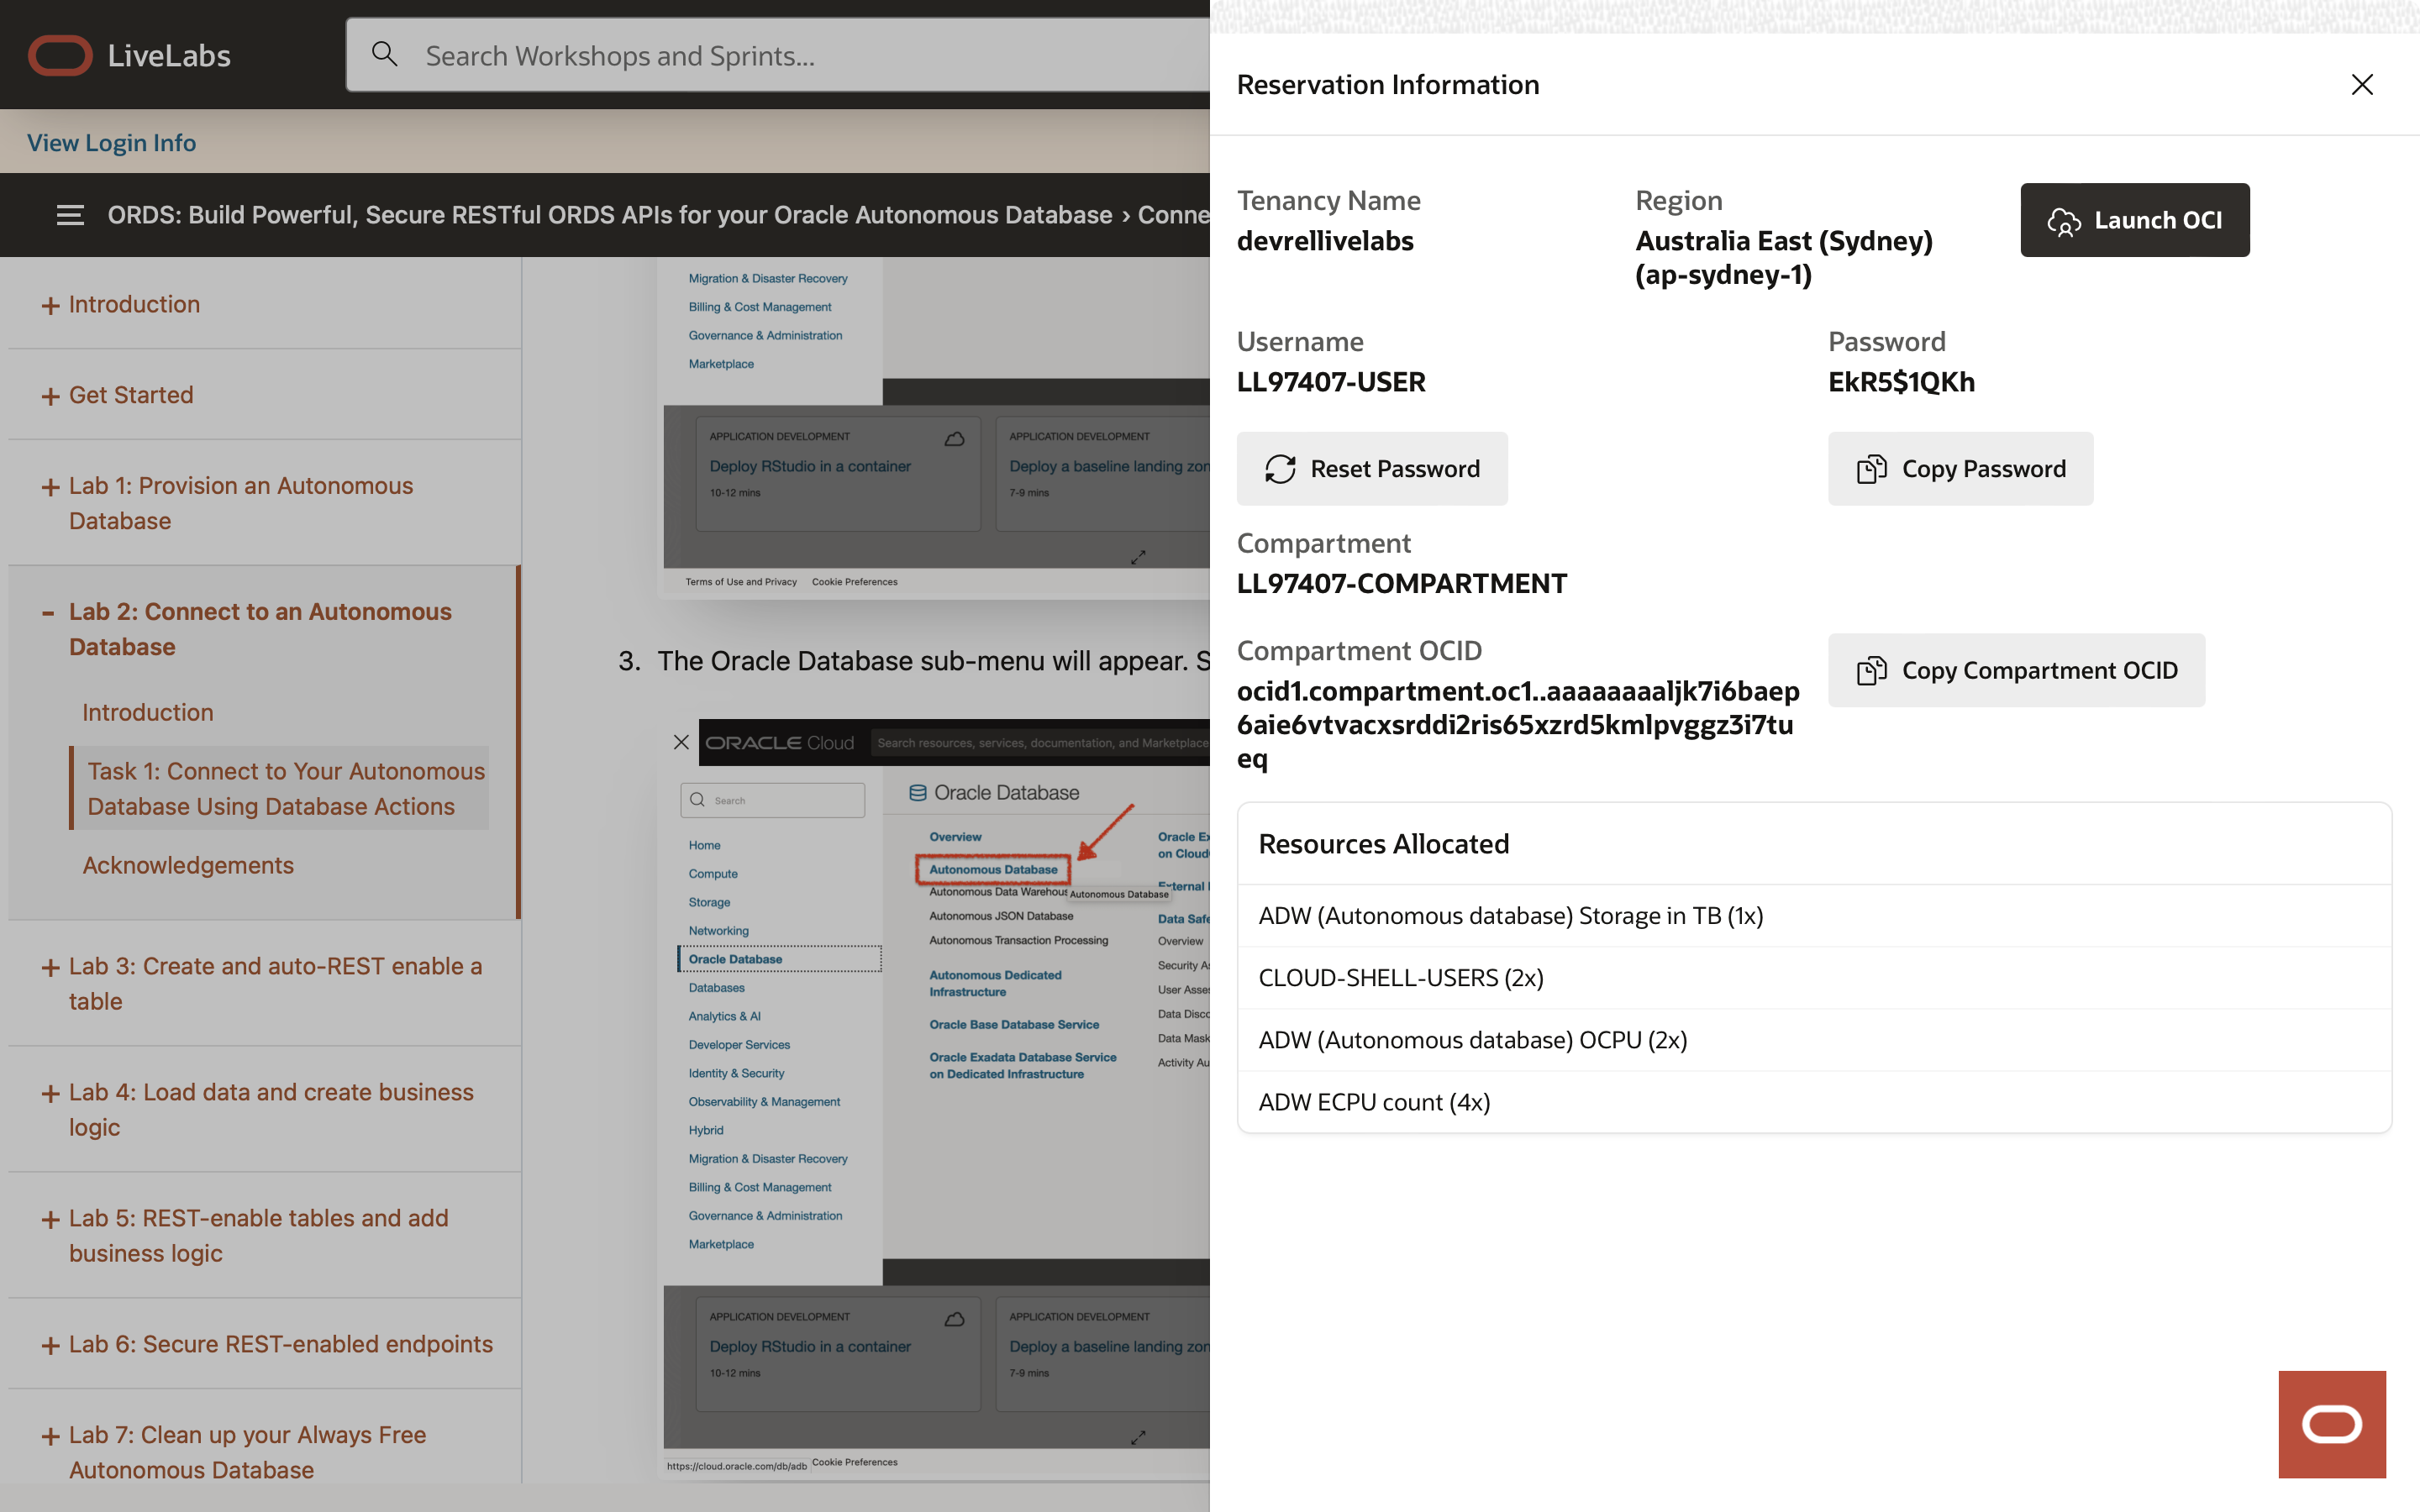 LiveLabs
Search Workshops and Sprints...
View Login Info
ORDS: Build Powerful, Secure RESTful ORDS APIs for your Oracle Autonomous Database › Conne
Introduction
Get Started
Lab 1: Provision an Autonomous
Database
Lab 2: Connect to an Autonomous
Database
Introduction
Task 1: Connect to Your Autonomous
Database Using Database Actions
Acknowledgements
Lab 3: Create and auto-REST enable a
table
Lab 4: Load data and create business
logic
Lab 5: REST-enable tables and add
business logic
Lab 6: Secure REST-enabled endpoints
Lab 7: Clean up your Always Free
Autonomous Database
Migration & Disaster Recovery
Billing & Cost Management
Governance & Administration
Marketplace
APPLICATION DEVELOPMENT
Deploy RStudio in a container
10-12 mins
APPLICATION DEVELOPMENT
Deploy a baseline landing zon
7-9 mins
Terms of Use and Privacy Cookie Preferences
3. The Oracle Database sub-menu will appear. S
ORACLE Cloud
Search resources, services, documentation, and Marketplace
Search
Home
Compute
Storage
Networking
Oracle Database
Databases
Analytics & AI
Developer Services
Identity & Security
Observability & Management
Hybrid
Migration & Disaster Recovery
Billing & Cost Management
Governance & Administration
Marketplace
Oracle Database
Overview
Autonomous Database
Autonomous Data Warehous
Autonomous Database
Autonomous JSON Database
Autonomous Transaction Processing
Autonomous Dedicated
Infrastructure
Oracle Base Database Service
Oracle Exadata Database Service
on Dedicated Infrastructure
Oracle Ex
on Cloud
External
Data Safe
Overview
Security As
User Asses
Data Disco
Data Mask
Activity Au
APPLICATION DEVELOPMENT
Deploy RStudio in a container
10-12 mins
APPLICATION DEVELOPMENT
Deploy a baseline landing zon
7-9 mins
https://cloud.oracle.com/db/adb Cookie Preferences
Reservation Information
Tenancy Name
devrellivelabs
Region
Australia East (Sydney)
(ap-sydney-1)
Launch OCI
Username
LL97407-USER
Password
EkR5$1QKh
Reset Password
Copy Password
Compartment
LL97407-COMPARTMENT
Compartment OCID
ocid1.compartment.oc1..aaaaaaaaljk7i6baep
6aie6vtvacxsrddi2ris65xzrd5kmlpvggz3i7tu
eq
Copy Compartment OCID
Resources Allocated
ADW (Autonomous database) Storage in TB (1x)
CLOUD-SHELL-USERS (2x)
ADW (Autonomous database) OCPU (2x)
ADW ECPU count (4x)